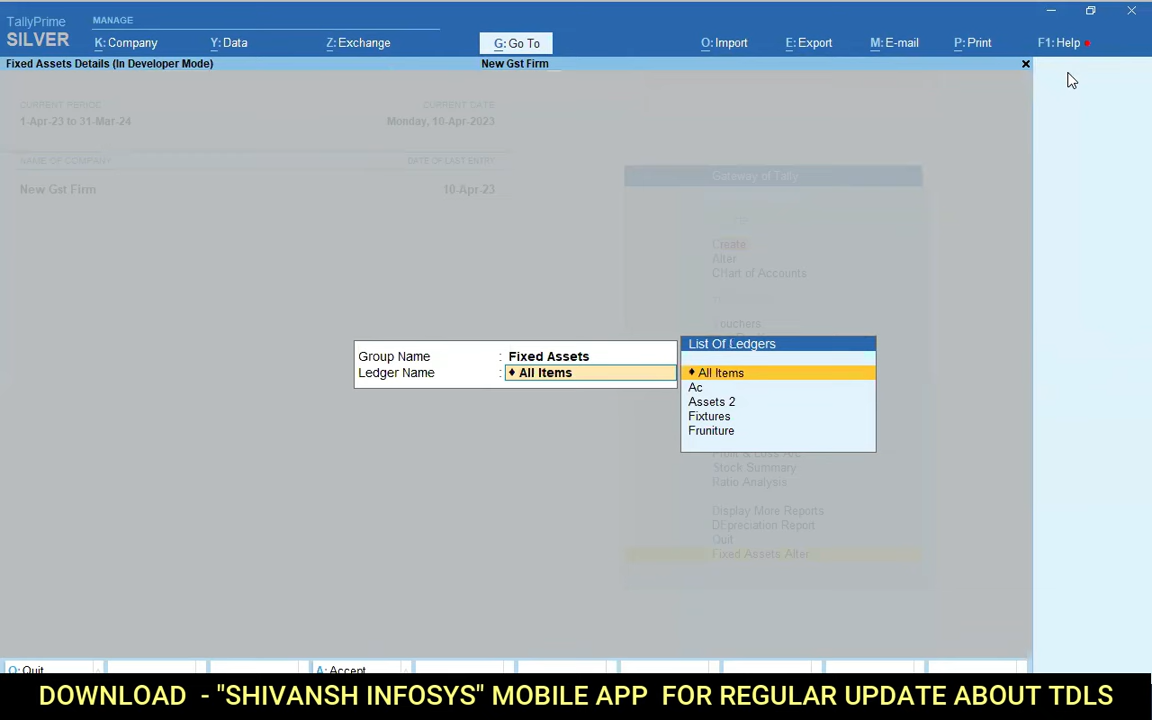 TallyPrime
SILVER
MANAGE
K: Company
Y: Data
Z: Exchange
G: Go To
O: Import
E: Export
M: E-mail
P: Print
F1: Help
Fixed Assets Details (In Developer Mode)
New Gst Firm
CURRENT PERIOD
1-Apr-23 to 31-Mar-24
CURRENT DATE
Monday, 10-Apr-2023
NAME OF COMPANY
DATE OF LAST ENTRY
New Gst Firm
10-Apr-23
Gateway of Tally
Create
Alter
CHart of Accounts
Vouchers
Group Name : Fixed Assets
Ledger Name : ♦ All Items
List Of Ledgers
♦ All Items
Ac
Assets 2
Fixtures
Fruniture
Profit & Loss A/c
Stock Summary
Ratio Analysis
Display More Reports
DEpreciation Report
Quit
Fixed Assets Alter
Q: Quit
A: Accept
DOWNLOAD - "SHIVANSH INFOSYS" MOBILE APP FOR REGULAR UPDATE ABOUT TDLS